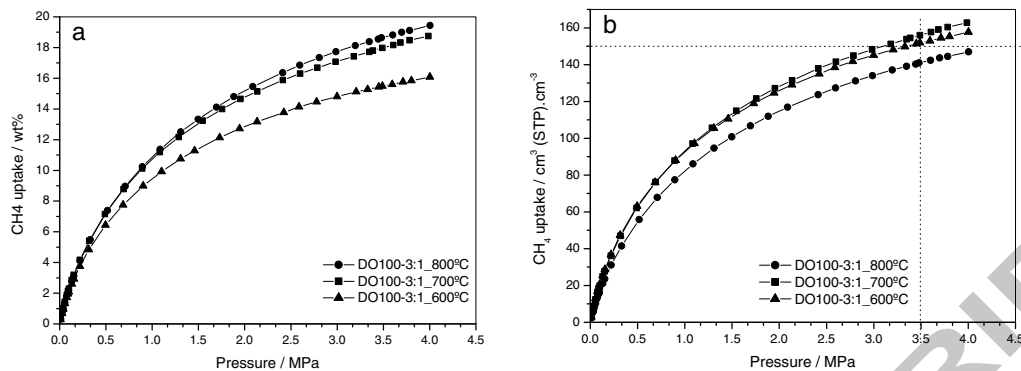 a
20
18
16
14
12
10
8
6
4
2
0
CH4 uptake / wt%
DO100-3:1_800ºC
DO100-3:1_700ºC
DO100-3:1_600ºC
0.0 0.5 1.0 1.5 2.0 2.5 3.0 3.5 4.0 4.5
Pressure / MPa
b
160
140
120
100
80
60
40
20
0
CH₄ uptake / cm³ (STP).cm⁻³
DO100-3:1_800ºC
DO100-3:1_700ºC
DO100-3:1_600ºC
0.0 0.5 1.0 1.5 2.0 2.5 3.0 3.5 4.0 4.5
Pressure / MPa